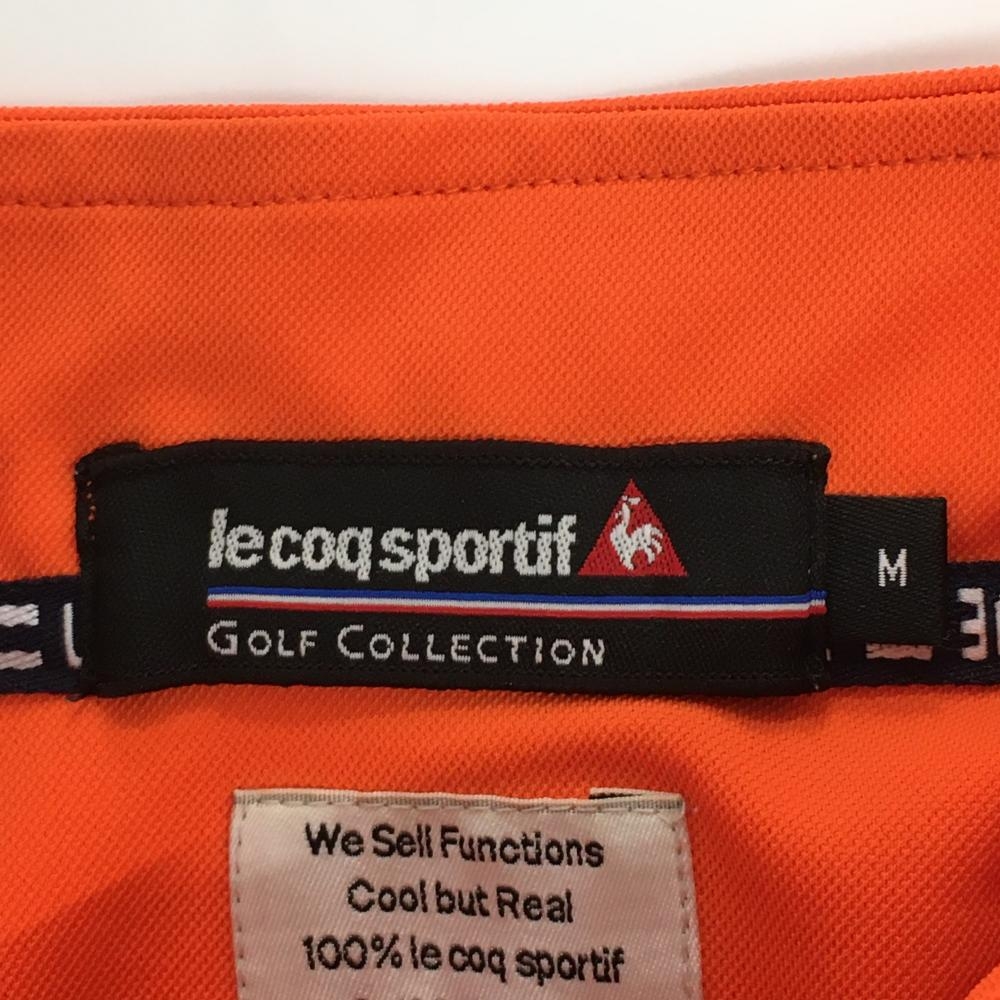 le coq sportif
GOLF COLLECTION
M
We Sell Functions
Cool but Real
100% le coq sportif